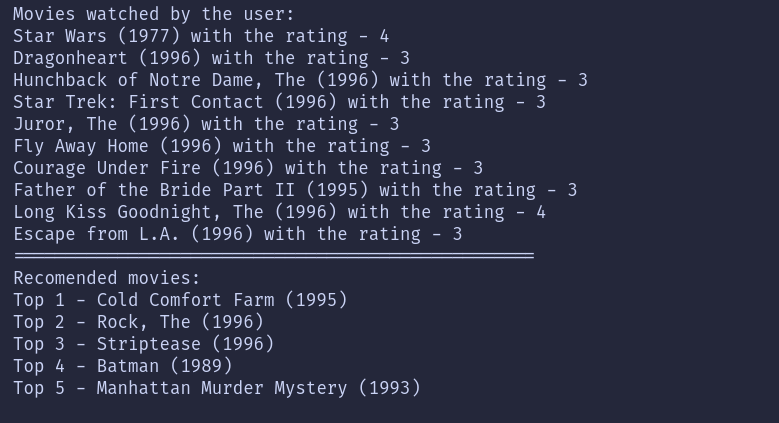 Movies watched by the user:
Star Wars (1977) with the rating - 4
Dragonheart (1996) with the rating - 3
Hunchback of Notre Dame, The (1996) with the rating - 3
Star Trek: First Contact (1996) with the rating - 3
Juror, The (1996) with the rating - 3
Fly Away Home (1996) with the rating - 3
Courage Under Fire (1996) with the rating - 3
Father of the Bride Part II (1995) with the rating - 3
Long Kiss Goodnight, The (1996) with the rating - 4
Escape from L.A. (1996) with the rating - 3
==================================================
Recomended movies:
Top 1 - Cold Comfort Farm (1995)
Top 2 - Rock, The (1996)
Top 3 - Striptease (1996)
Top 4 - Batman (1989)
Top 5 - Manhattan Murder Mystery (1993)